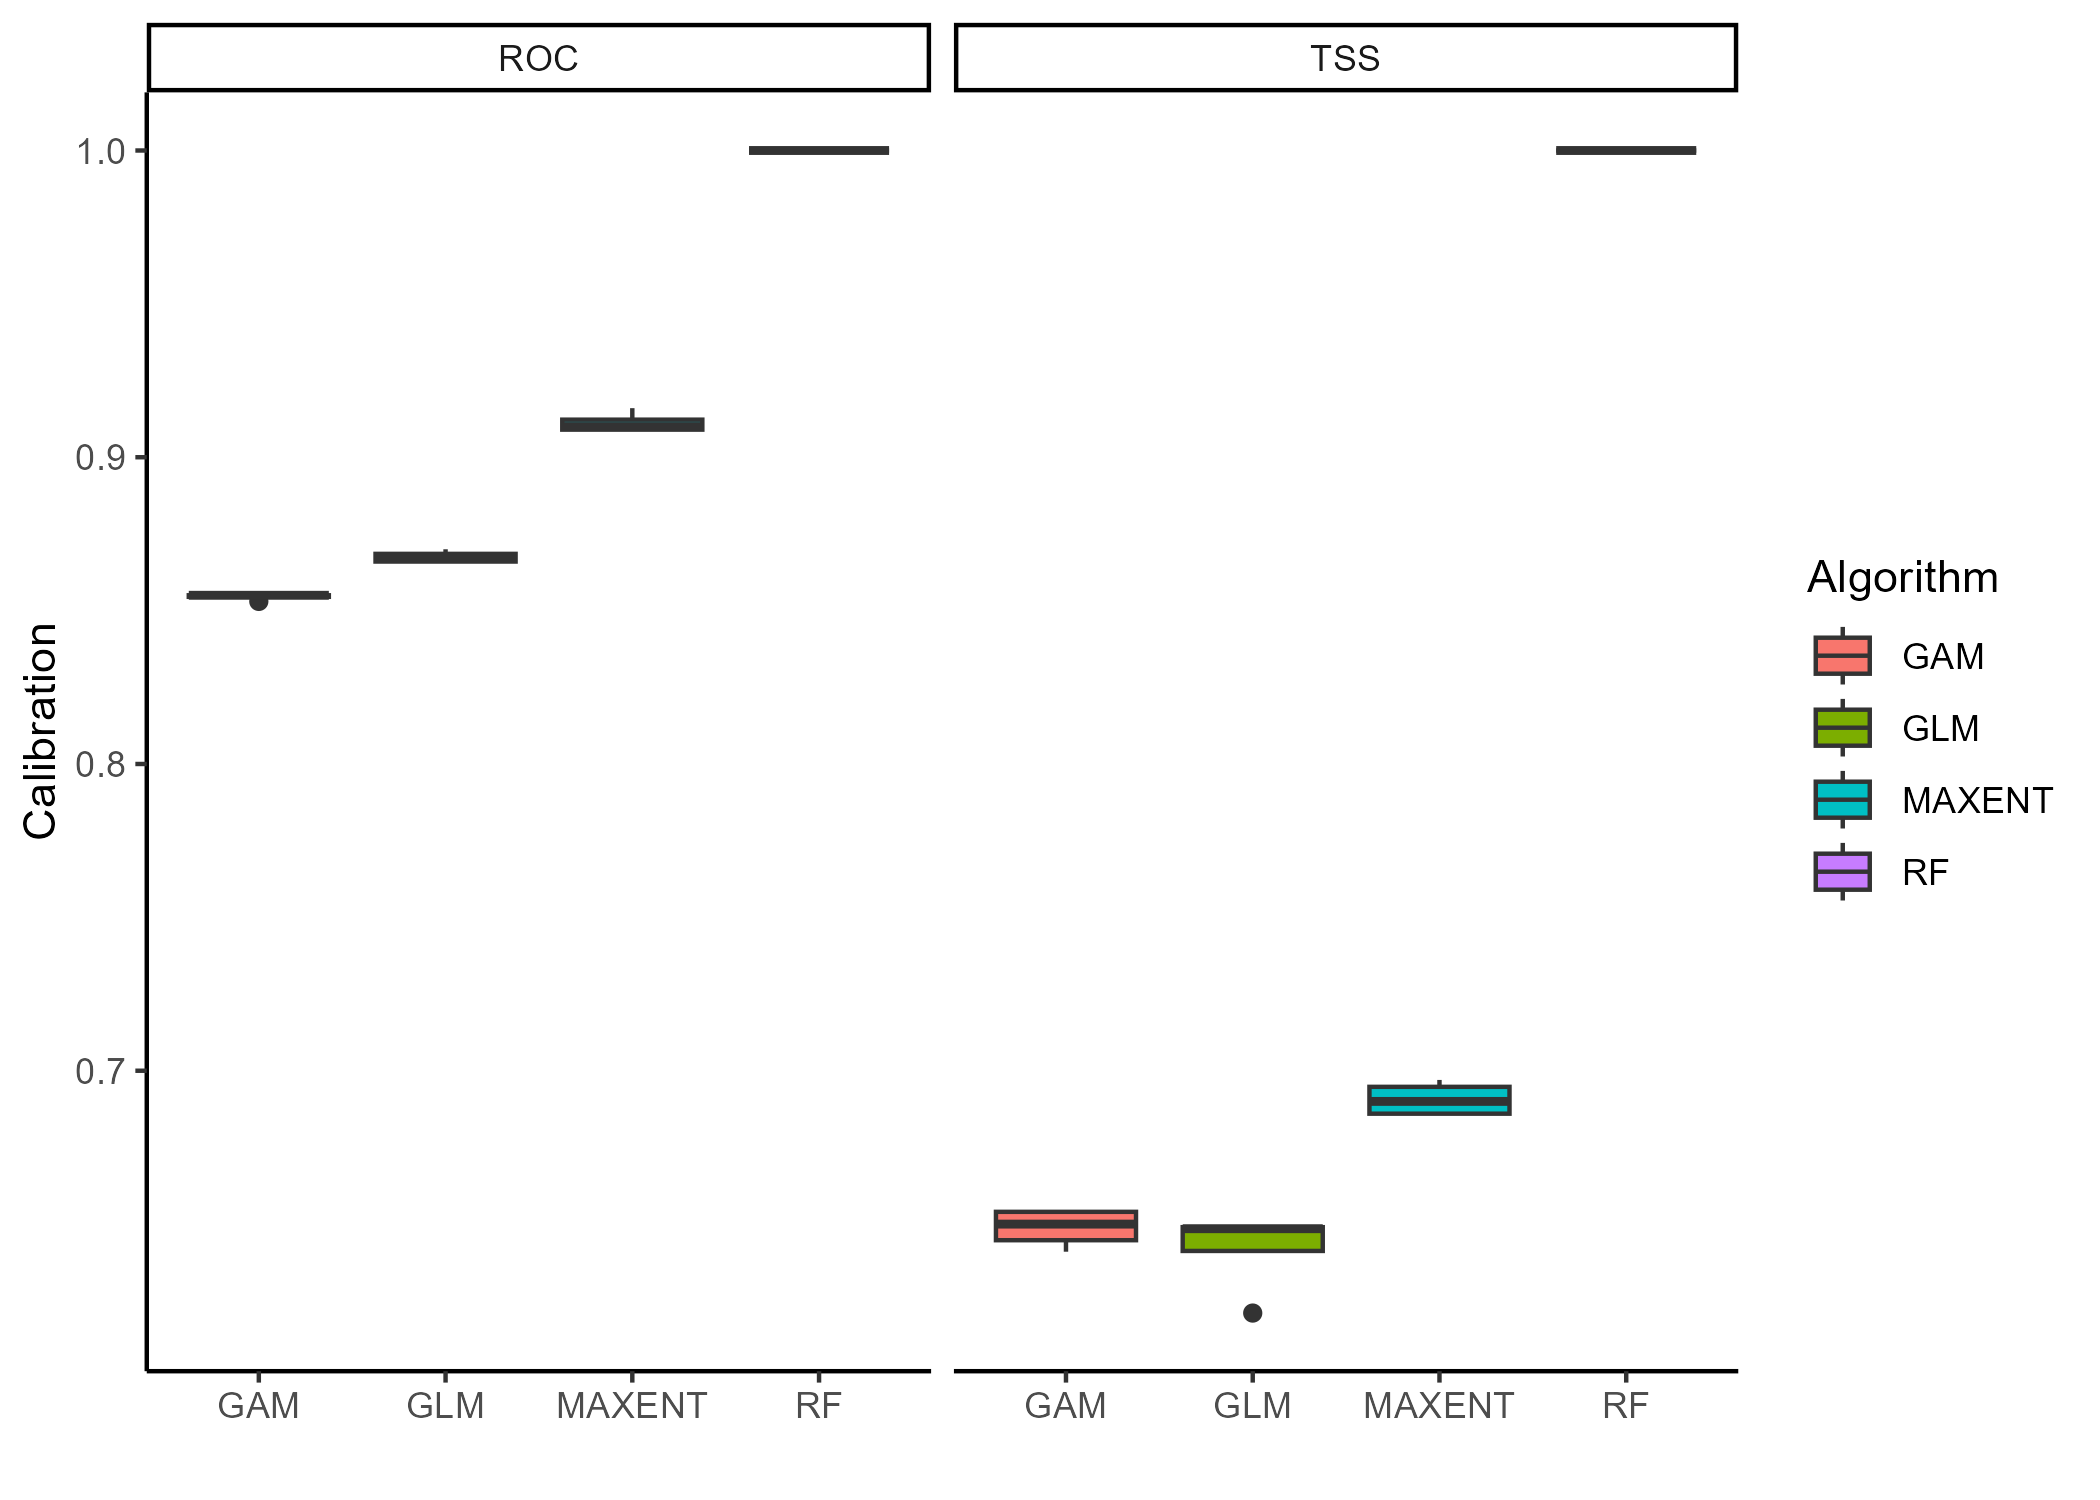 ROC
TSS
1.0
0.9
0.8
0.7
Calibration
GAM
GLM
MAXENT
RF
GAM
GLM
MAXENT
RF
Algorithm
GAM
GLM
MAXENT
RF